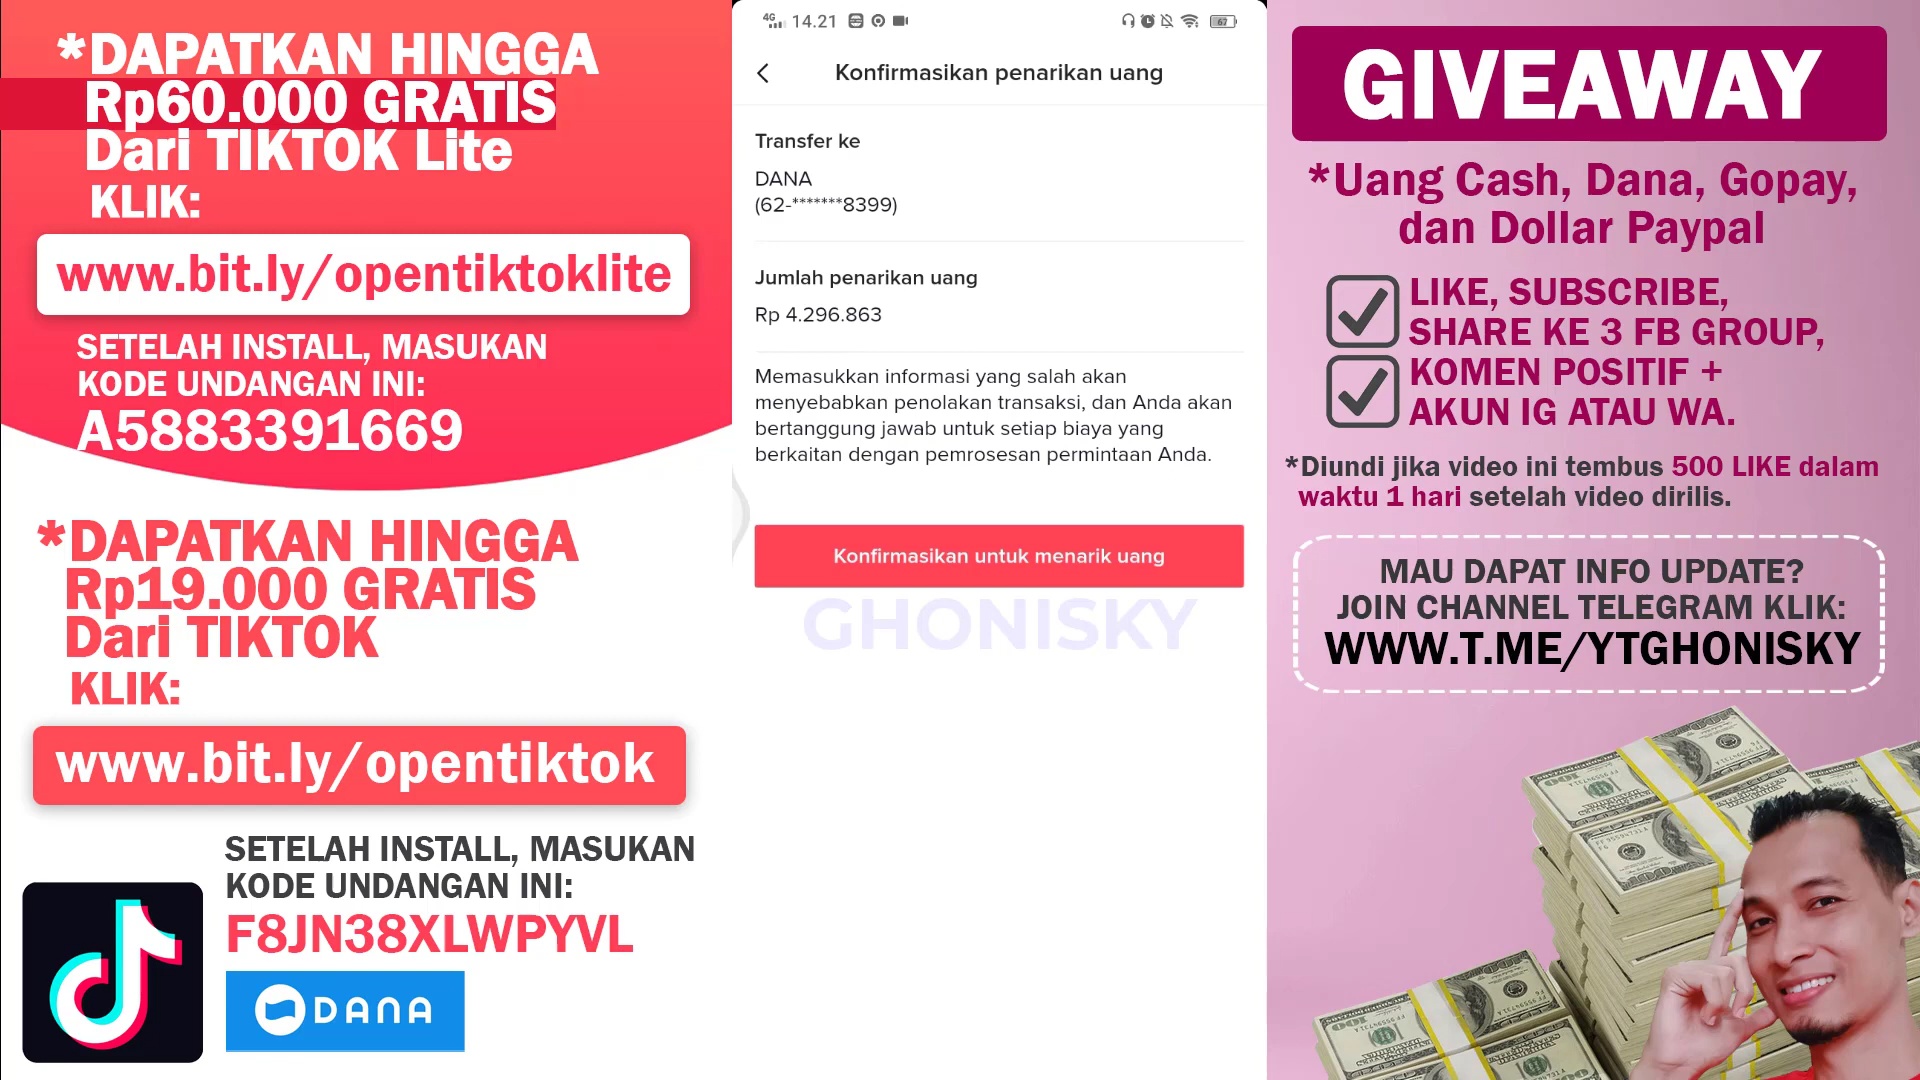 *DAPATKAN HINGGA
Rp60.000 GRATIS
Dari TIKTOK Lite
KLIK:
www.bit.ly/opentiktoklite
SETELAH INSTALL, MASUKAN
KODE UNDANGAN INI:
A5883391669
*DAPATKAN HINGGA
Rp19.000 GRATIS
Dari TIKTOK
KLIK:
www.bit.ly/opentiktok
SETELAH INSTALL, MASUKAN
KODE UNDANGAN INI:
F8JN38XLWPYVL
DANA
4G 14.21 67
Konfirmasikan penarikan uang
Transfer ke
DANA
(62-*******8399)
Jumlah penarikan uang
Rp 4.296.863
Memasukkan informasi yang salah akan
menyebabkan penolakan transaksi, dan Anda akan
bertanggung jawab untuk setiap biaya yang
berkaitan dengan pemrosesan permintaan Anda.
Konfirmasikan untuk menarik uang
GHONISKY
GIVEAWAY
*Uang Cash, Dana, Gopay,
dan Dollar Paypal
LIKE, SUBSCRIBE,
SHARE KE 3 FB GROUP,
KOMEN POSITIF +
AKUN IG ATAU WA.
*Diundi jika video ini tembus 500 LIKE dalam
waktu 1 hari setelah video dirilis.
MAU DAPAT INFO UPDATE?
JOIN CHANNEL TELEGRAM KLIK:
WWW.T.ME/YTGHONISKY